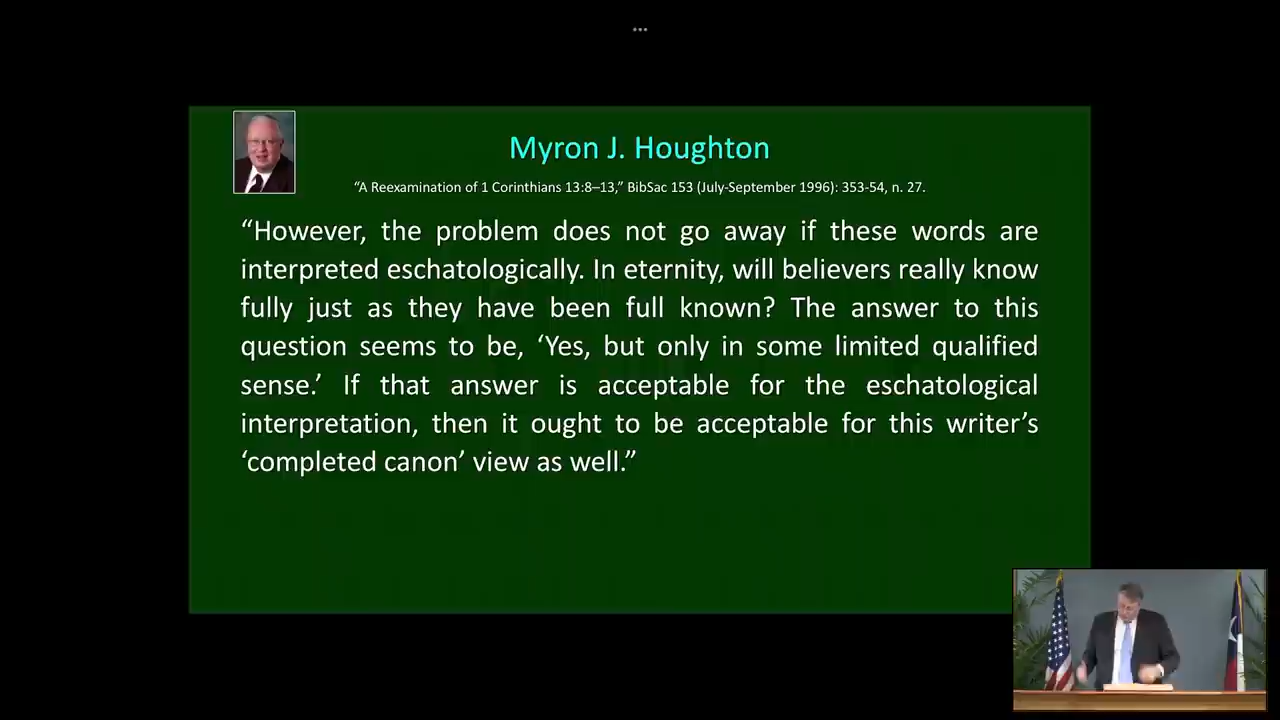 Myron J. Houghton
“A Reexamination of 1 Corinthians 13:8–13,” BibSac 153 (July-September 1996): 353-54, n. 27.
“However, the problem does not go away if these words are
interpreted eschatologically. In eternity, will believers really know
fully just as they have been full known? The answer to this
question seems to be, ‘Yes, but only in some limited qualified
sense.’ If that answer is acceptable for the eschatological
interpretation, then it ought to be acceptable for this writer’s
‘completed canon’ view as well.”